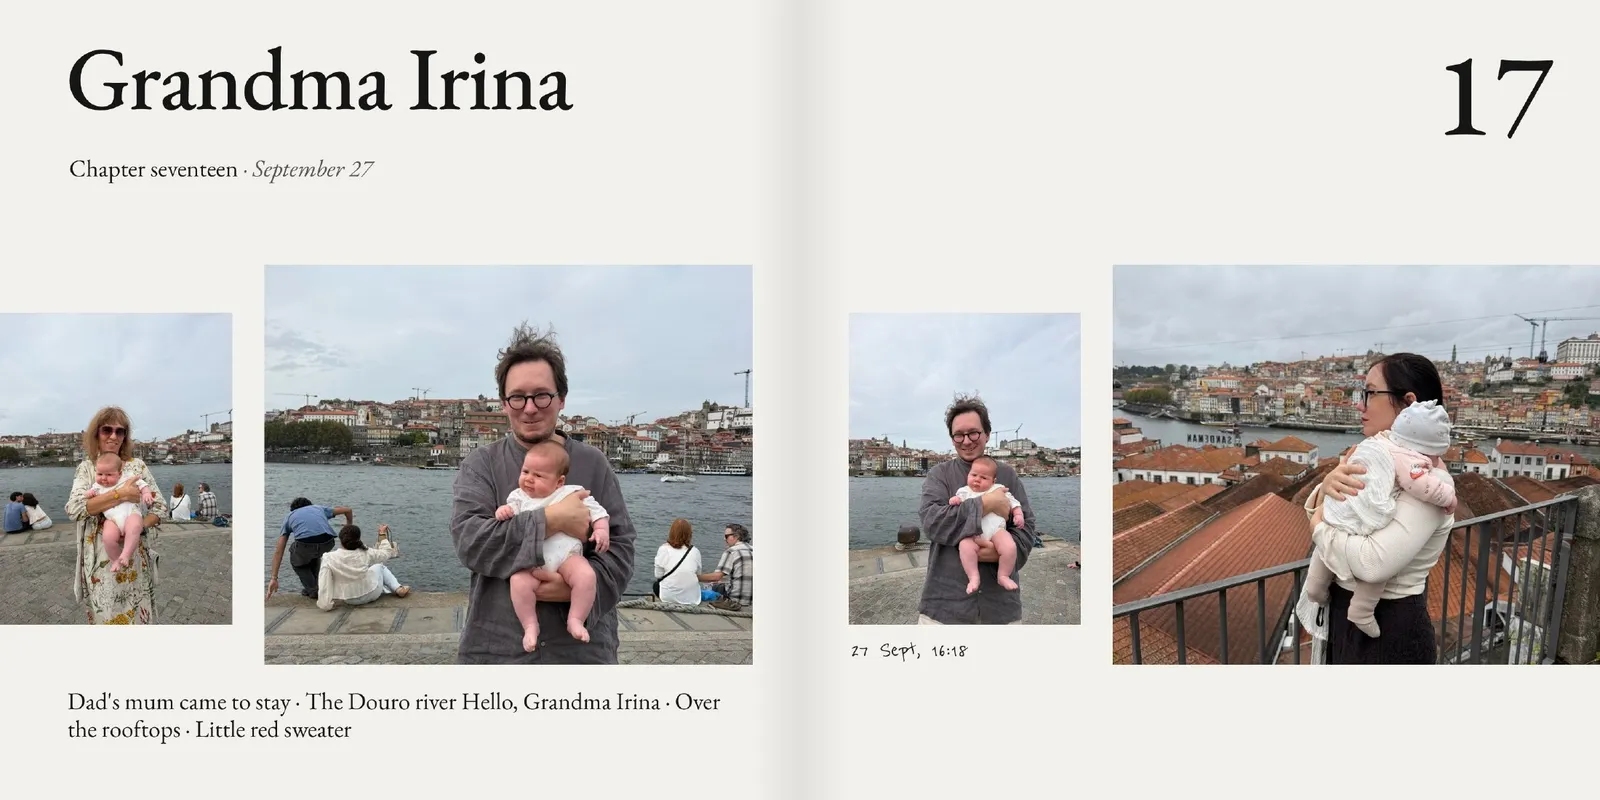 Grandma Irina
17
Chapter seventeen · September 27
27 Sept, 16:18
Dad's mum came to stay · The Douro river Hello, Grandma Irina · Over
the rooftops · Little red sweater